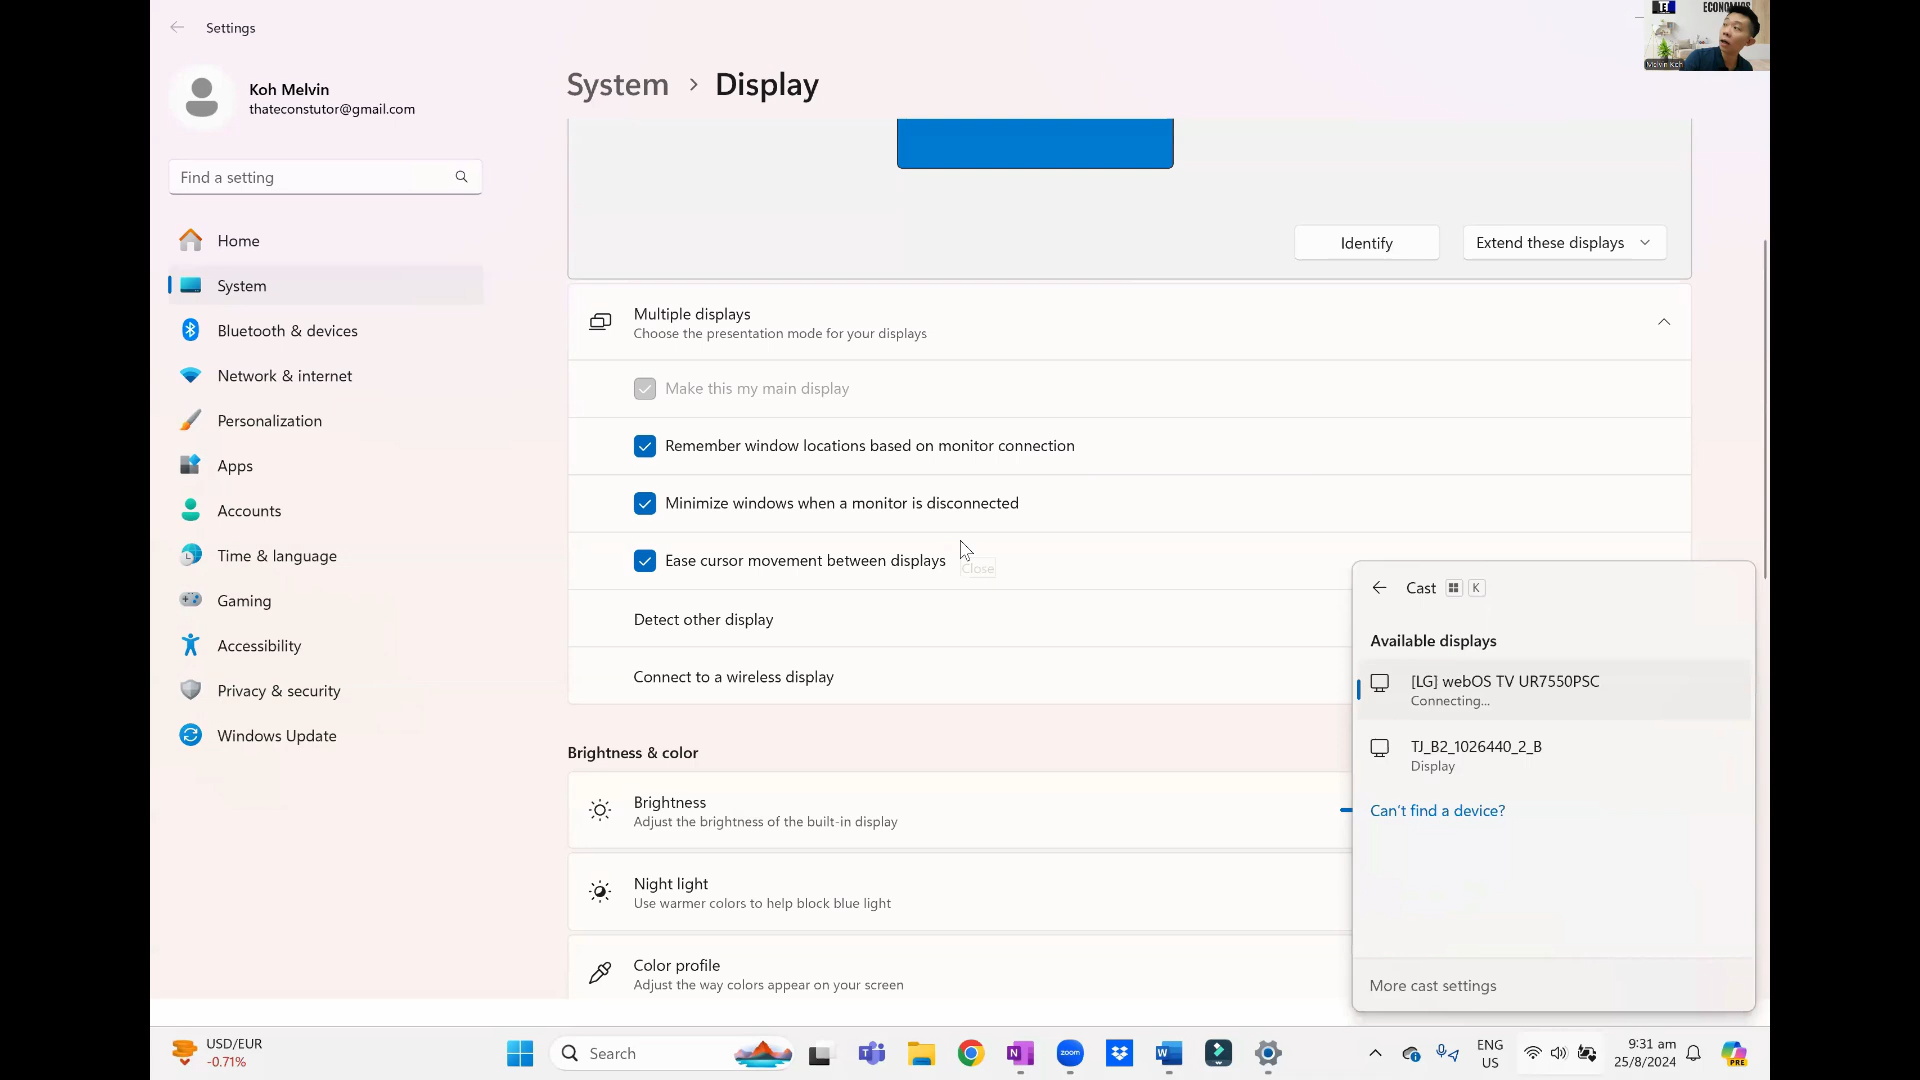 Settings
ECONOMICS
Melvin Koh
Koh Melvin
thateconstutor@gmail.com
System > Display
Find a setting
Home
System
Bluetooth & devices
Network & internet
Personalization
Apps
Accounts
Time & language
Gaming
Accessibility
Privacy & security
Windows Update
Identify
Extend these displays
Multiple displays
Choose the presentation mode for your displays
Make this my main display
Remember window locations based on monitor connection
Minimize windows when a monitor is disconnected
Ease cursor movement between displays
Close
Detect other display
Connect to a wireless display
Brightness & color
Brightness
Adjust the brightness of the built-in display
Night light
Use warmer colors to help block blue light
Color profile
Adjust the way colors appear on your screen
Cast K
Available displays
[LG] webOS TV UR7550PSC
Connecting...
TJ_B2_1026440_2_B
Display
Can't find a device?
More cast settings
USD/EUR
-0.71%
Search
zoom
ENG
US
9:31 am
25/8/2024
PRE